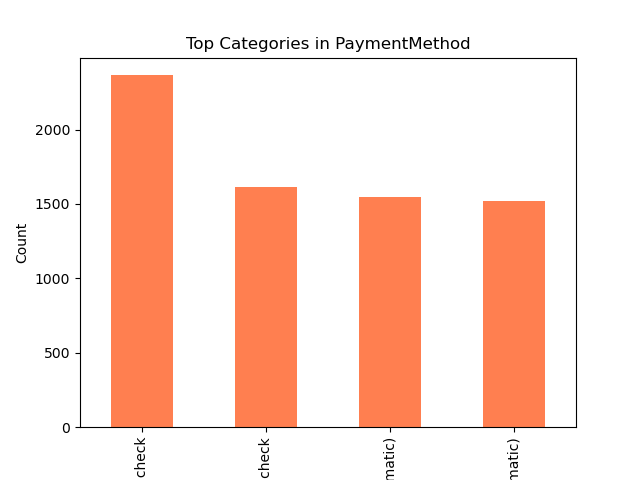 Top Categories in PaymentMethod
Count
2000
1500
1000
500
0
check
check
matic)
matic)